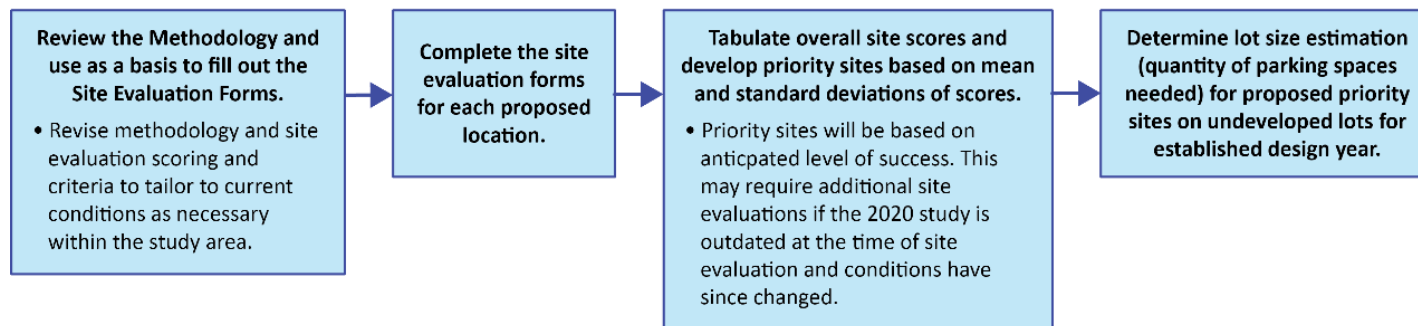 Review the Methodology and
use as a basis to fill out the
Site Evaluation Forms.
• Revise methodology and site
evaluation scoring and
criteria to tailor to current
conditions as necessary
within the study area.
Complete the site
evaluation forms
for each proposed
location.
Tabulate overall site scores and
develop priority sites based on mean
and standard deviations of scores.
• Priority sites will be based on
anticpated level of success. This
may require additional site
evaluations if the 2020 study is
outdated at the time of site
evaluation and conditions have
since changed.
Determine lot size estimation
(quantity of parking spaces
needed) for proposed priority
sites on undeveloped lots for
established design year.